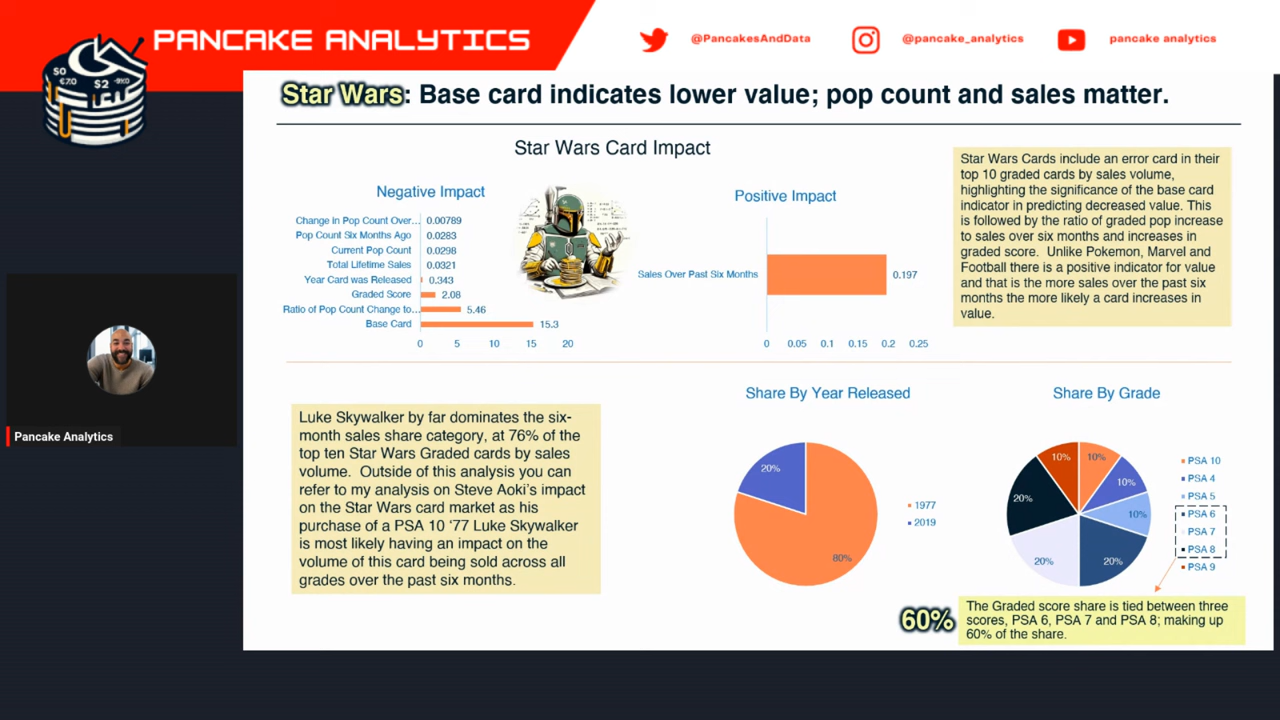 PANCAKE ANALYTICS
@PancakesAndData
@pancake_analytics
pancake analytics
$0
$2
Star Wars: Base card indicates lower value; pop count and sales matter.
Star Wars Card Impact
Negative Impact
Change in Pop Count Over... 0.00789
Pop Count Six Months Ago 0.0283
Current Pop Count 0.0298
Total Lifetime Sales 0.0321
Year Card was Released 0.343
Graded Score 2.08
Ratio of Pop Count Change to... 5.46
Base Card 15.3
0 5 10 15 20
Positive Impact
Sales Over Past Six Months 0.197
0 0.05 0.1 0.15 0.2 0.25
Star Wars Cards include an error card in their
top 10 graded cards by sales volume,
highlighting the significance of the base card
indicator in predicting decreased value. This
is followed by the ratio of graded pop increase
to sales over six months and increases in
graded score. Unlike Pokemon, Marvel and
Football there is a positive indicator for value
and that is the more sales over the past six
months the more likely a card increases in
value.
Pancake Analytics
Luke Skywalker by far dominates the six-
month sales share category, at 76% of the
top ten Star Wars Graded cards by sales
volume. Outside of this analysis you can
refer to my analysis on Steve Aoki's impact
on the Star Wars card market as his
purchase of a PSA 10 '77 Luke Skywalker
is most likely having an impact on the
volume of this card being sold across all
grades over the past six months.
Share By Year Released
20%
80%
1977
2019
Share By Grade
10% 10%
10%
10%
20%
20%
20%
PSA 10
PSA 4
PSA 5
PSA 6
PSA 7
PSA 8
PSA 9
60%
The Graded score share is tied between three
scores, PSA 6, PSA 7 and PSA 8; making up
60% of the share.